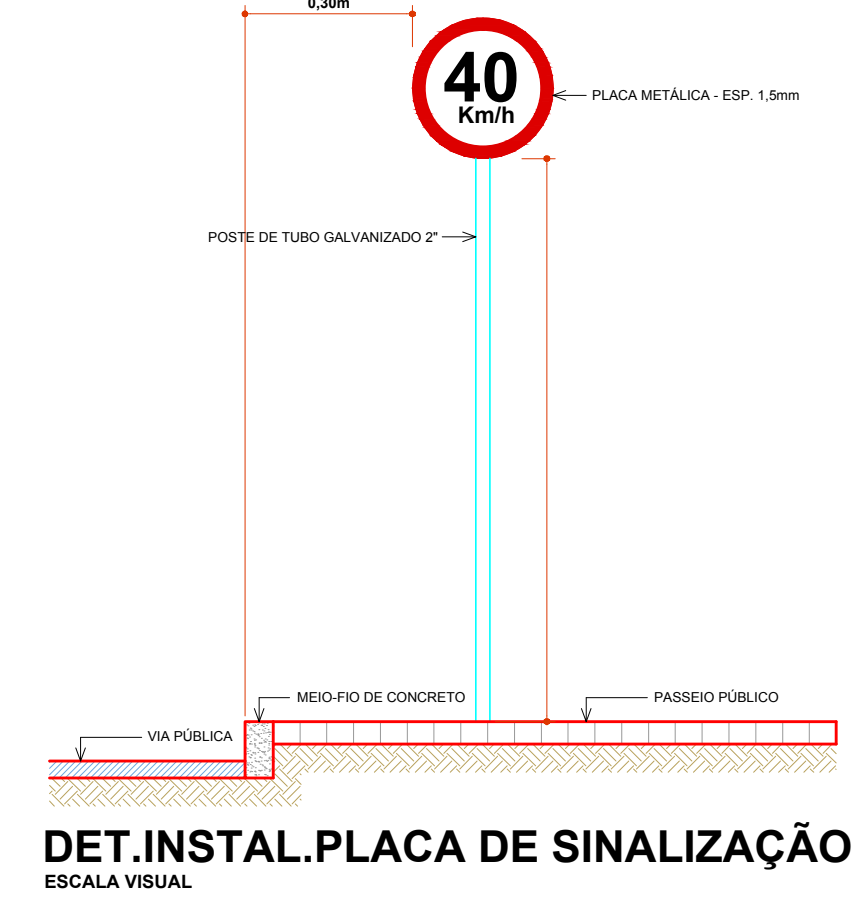 0,30m
40
Km/h
PLACA METÁLICA - ESP. 1,5mm
POSTE DE TUBO GALVANIZADO 2"
MEIO-FIO DE CONCRETO
PASSEIO PÚBLICO
VIA PÚBLICA
DET.INSTAL.PLACA DE SINALIZAÇÃO
ESCALA VISUAL